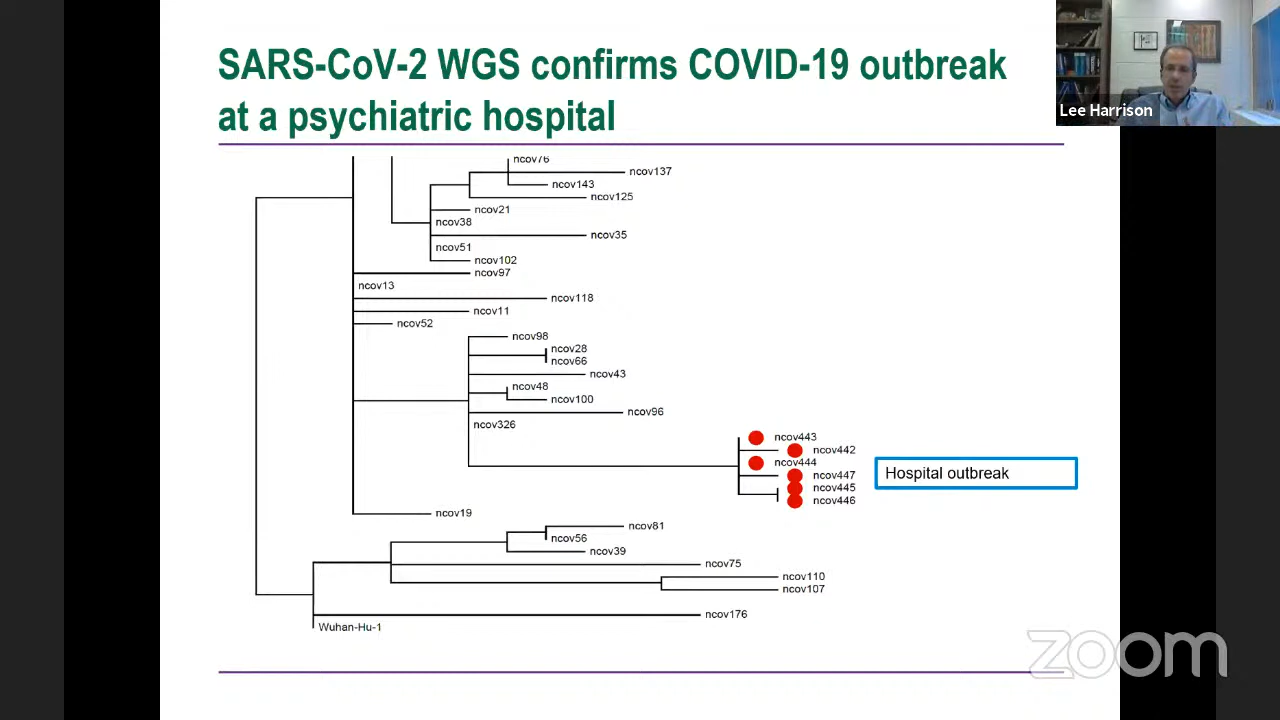 SARS-CoV-2 WGS confirms COVID-19 outbreak
at a psychiatric hospital
Lee Harrison
ncov76
ncov137
ncov143
ncov125
ncov21
ncov38
ncov35
ncov51
ncov102
ncov97
ncov13
ncov118
ncov11
ncov52
ncov98
ncov28
ncov66
ncov43
ncov48
ncov100
ncov96
ncov326
ncov443
ncov442
ncov444
ncov447
ncov445
ncov446
Hospital outbreak
ncov19
ncov81
ncov56
ncov39
ncov75
ncov110
ncov107
ncov176
Wuhan-Hu-1
zoom